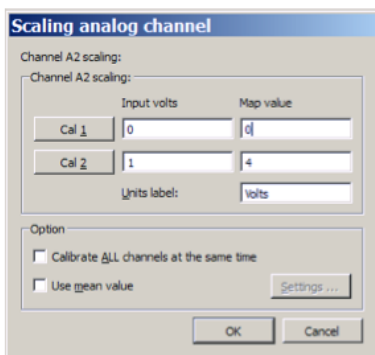 Scaling analog channel
Channel A2 scaling:
Channel A2 scaling:
Input volts Map value
Cal 1 0 0
Cal 2 1 4
Units label: Volts
Option
Calibrate ALL channels at the same time
Use mean value Settings ...
OK Cancel